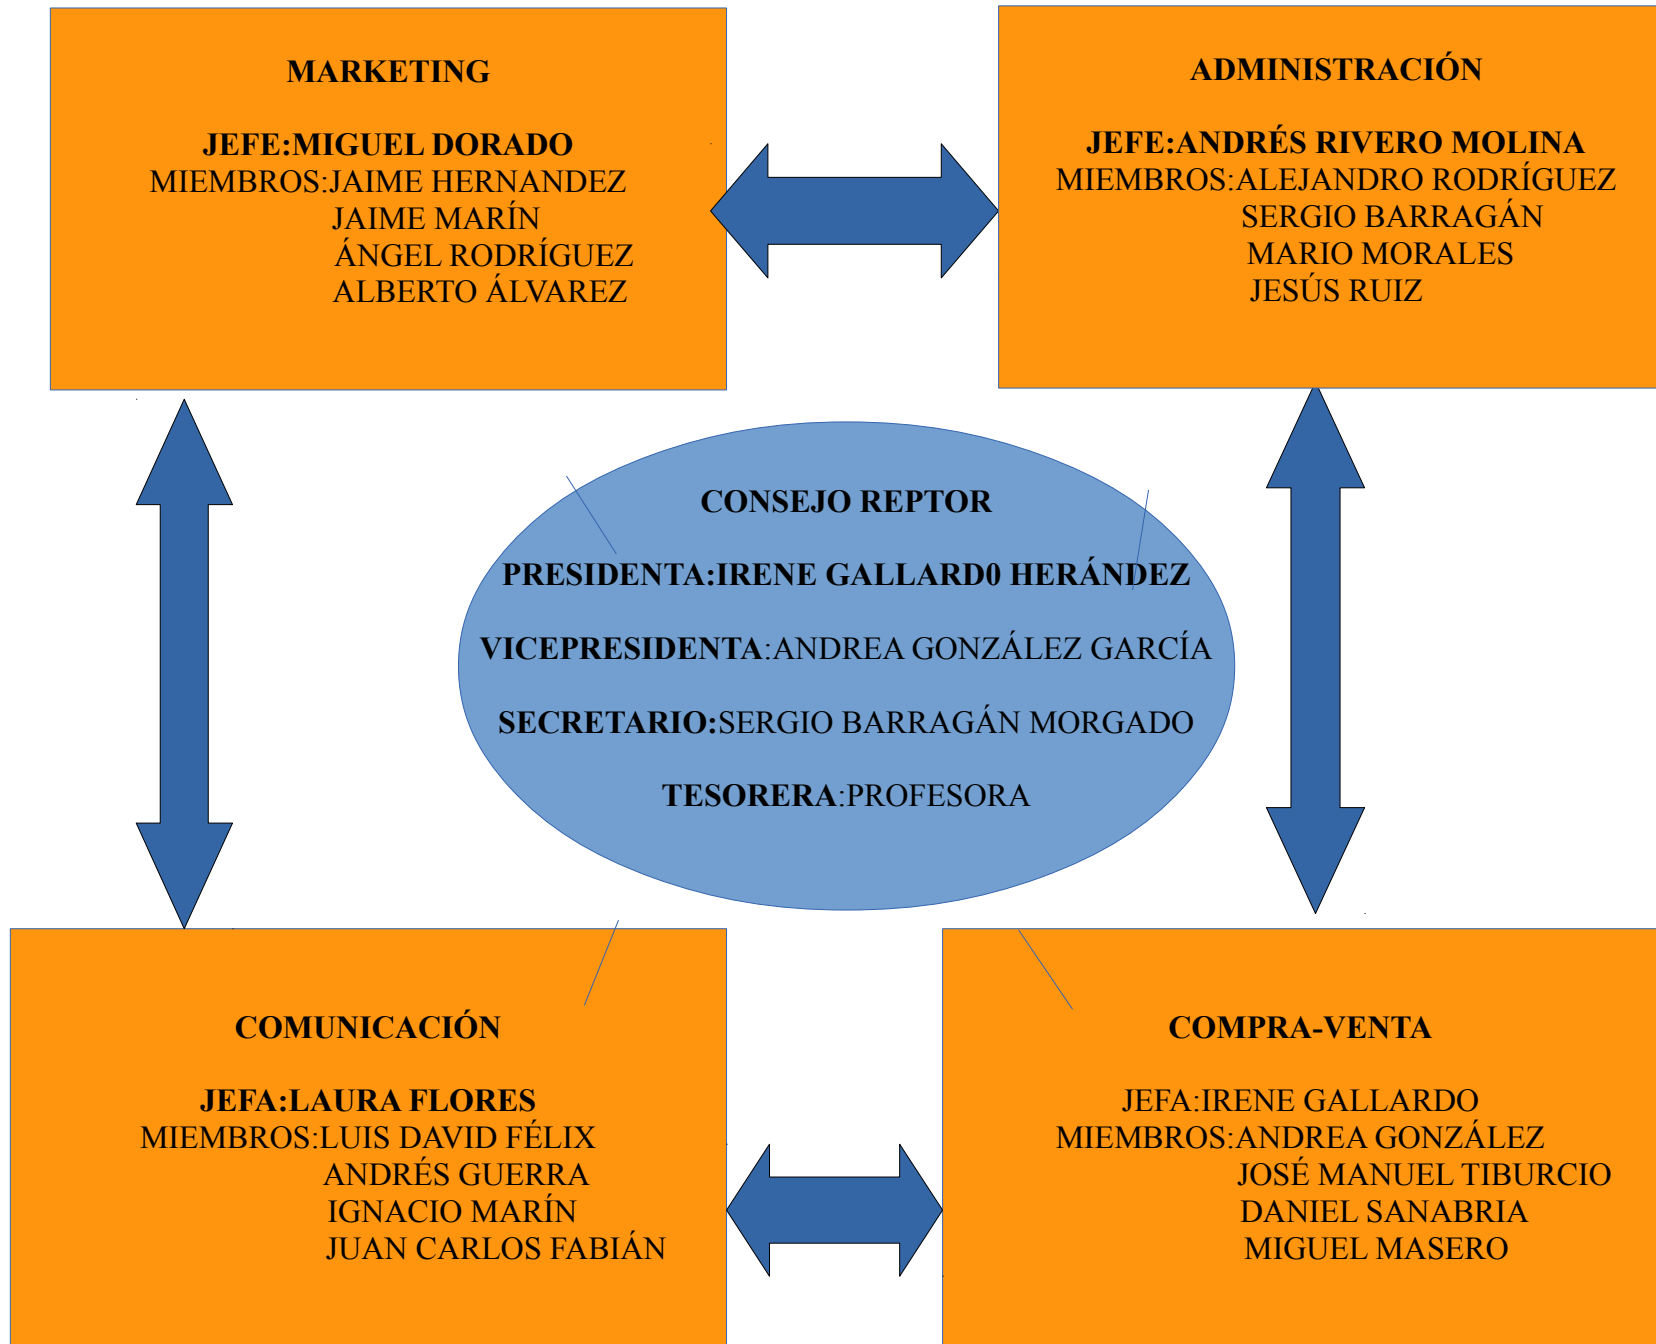 MARKETING
JEFE:MIGUEL DORADO
MIEMBROS:JAIME HERNANDEZ
JAIME MARÍN
ÁNGEL RODRÍGUEZ
ALBERTO ÁLVAREZ
ADMINISTRACIÓN
JEFE:ANDRÉS RIVERO MOLINA
MIEMBROS:ALEJANDRO RODRÍGUEZ
SERGIO BARRAGÁN
MARIO MORALES
JESÚS RUIZ
CONSEJO REPTOR
PRESIDENTA:IRENE GALLARD0 HERÁNDEZ
VICEPRESIDENTA:ANDREA GONZÁLEZ GARCÍA
SECRETARIO:SERGIO BARRAGÁN MORGADO
TESORERA:PROFESORA
COMUNICACIÓN
JEFA:LAURA FLORES
MIEMBROS:LUIS DAVID FÉLIX
ANDRÉS GUERRA
IGNACIO MARÍN
JUAN CARLOS FABIÁN
COMPRA-VENTA
JEFA:IRENE GALLARDO
MIEMBROS:ANDREA GONZÁLEZ
JOSÉ MANUEL TIBURCIO
DANIEL SANABRIA
MIGUEL MASERO